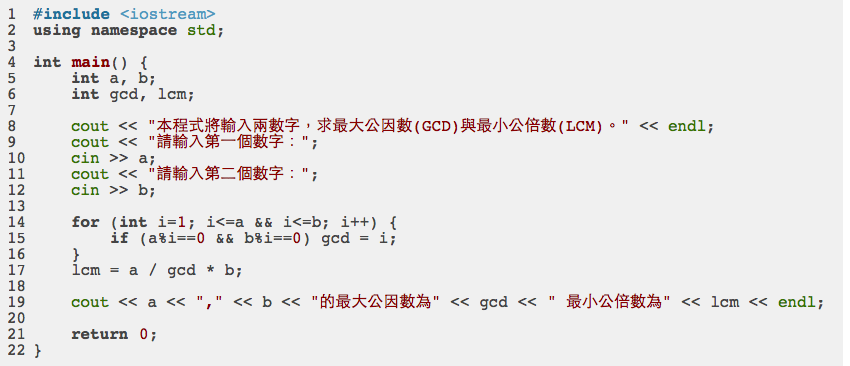 1 #include <iostream>
2 using namespace std;
3
4 int main() {
5     int a, b;
6     int gcd, lcm;
7
8     cout << "本程式將輸入兩數字，求最大公因數(GCD)與最小公倍數(LCM)。" << endl;
9     cout << "請輸入第一個數字：";
10     cin >> a;
11     cout << "請輸入第二個數字：";
12     cin >> b;
13
14     for (int i=1; i<=a && i<=b; i++) {
15         if (a%i==0 && b%i==0) gcd = i;
16     }
17     lcm = a / gcd * b;
18
19     cout << a << "," << b << "的最大公因數為" << gcd << " 最小公倍數為" << lcm << endl;
20
21     return 0;
22 }